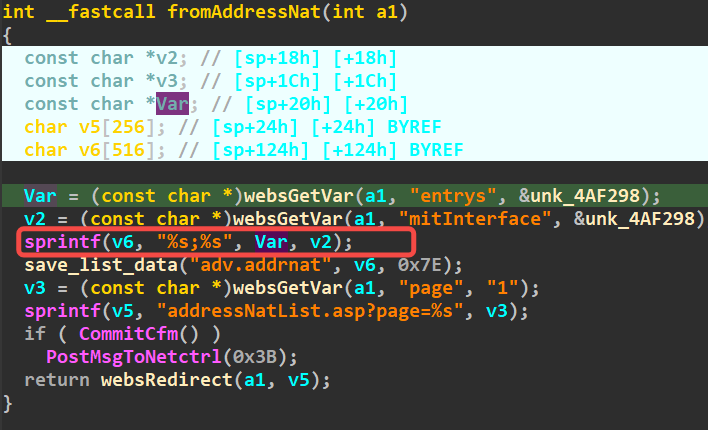 int __fastcall fromAddressNat(int a1)
{
  const char *v2; // [sp+18h] [+18h]
  const char *v3; // [sp+1Ch] [+1Ch]
  const char *Var; // [sp+20h] [+20h]
  char v5[256]; // [sp+24h] [+24h] BYREF
  char v6[516]; // [sp+124h] [+124h] BYREF

  Var = (const char *)websGetVar(a1, "entrys", &unk_4AF298);
  v2 = (const char *)websGetVar(a1, "mitInterface", &unk_4AF298)
  sprintf(v6, "%s;%s", Var, v2);
  save_list_data("adv.addrnat", v6, 0x7E);
  v3 = (const char *)websGetVar(a1, "page", "1");
  sprintf(v5, "addressNatList.asp?page=%s", v3);
  if ( CommitCfm() )
    PostMsgToNetctrl(0x3B);
  return websRedirect(a1, v5);
}